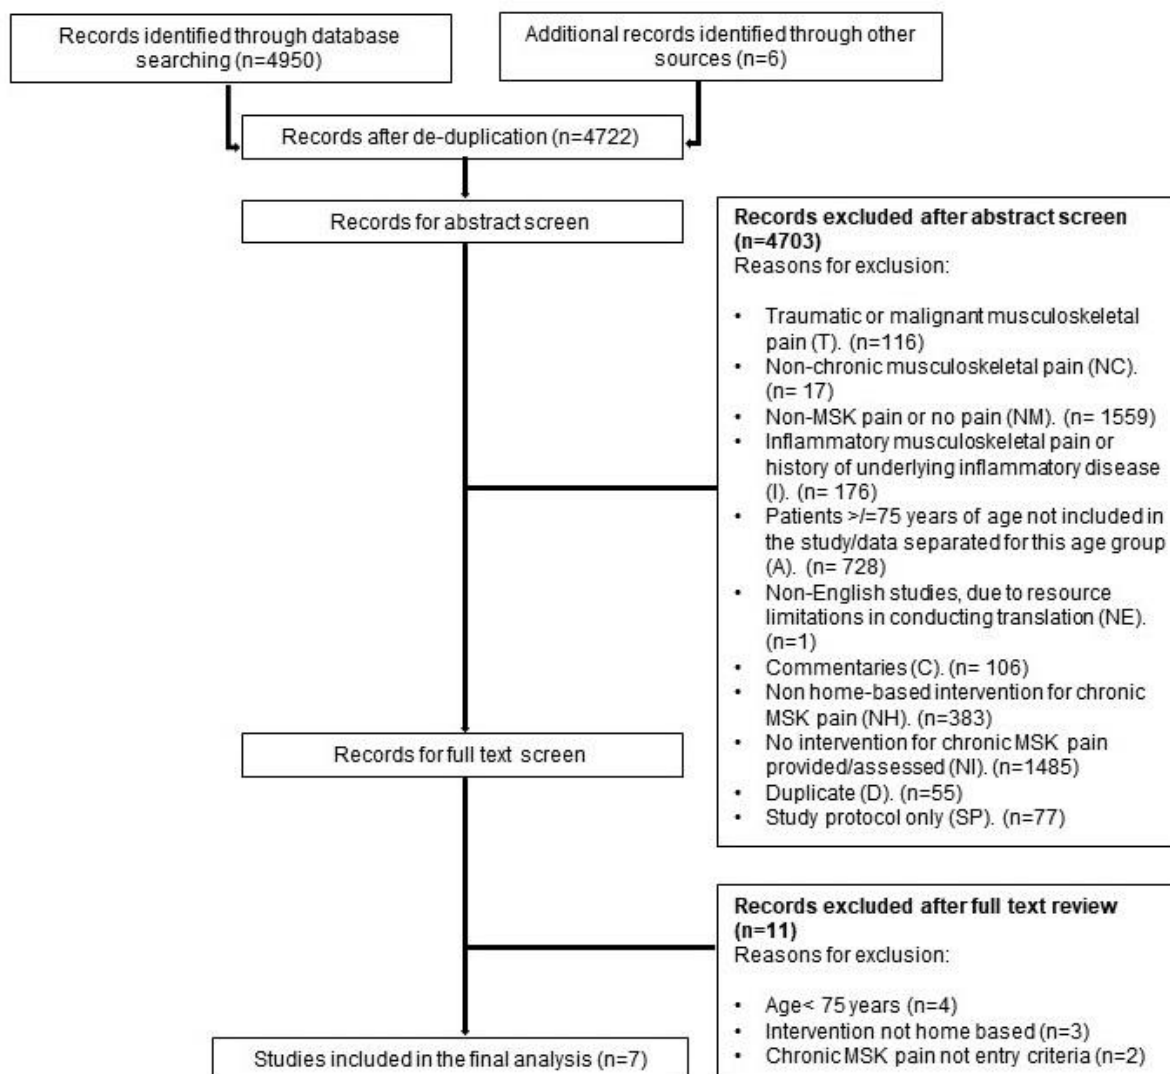 Records identified through database
searching (n=4950)
Additional records identified through other
sources (n=6)
Records after de-duplication (n=4722)
Records for abstract screen
Records excluded after abstract screen
(n=4703)
Reasons for exclusion:
• Traumatic or malignant musculoskeletal
pain (T). (n=116)
• Non-chronic musculoskeletal pain (NC).
(n= 17)
• Non-MSK pain or no pain (NM). (n= 1559)
• Inflammatory musculoskeletal pain or
history of underlying inflammatory disease
(I). (n= 176)
• Patients >/=75 years of age not included in
the study/data separated for this age group
(A). (n= 728)
• Non-English studies, due to resource
limitations in conducting translation (NE).
(n=1)
• Commentaries (C). (n= 106)
• Non home-based intervention for chronic
MSK pain (NH). (n=383)
• No intervention for chronic MSK pain
provided/assessed (NI). (n=1485)
• Duplicate (D). (n=55)
• Study protocol only (SP). (n=77)
Records for full text screen
Records excluded after full text review
(n=11)
Reasons for exclusion:
• Age< 75 years (n=4)
• Intervention not home based (n=3)
• Chronic MSK pain not entry criteria (n=2)
Studies included in the final analysis (n=7)